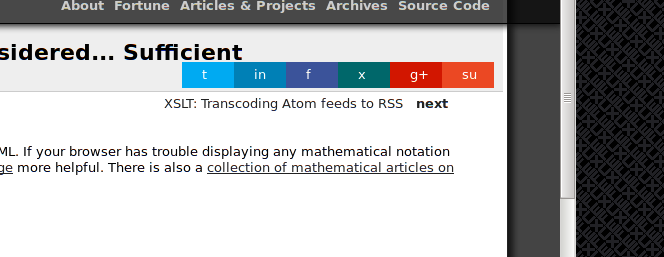 About Fortune Articles & Projects Archives Source Code
sidered... Sufficient
t in f x g+ su
XSLT: Transcoding Atom feeds to RSS next
ML. If your browser has trouble displaying any mathematical notation
ge more helpful. There is also a collection of mathematical articles on